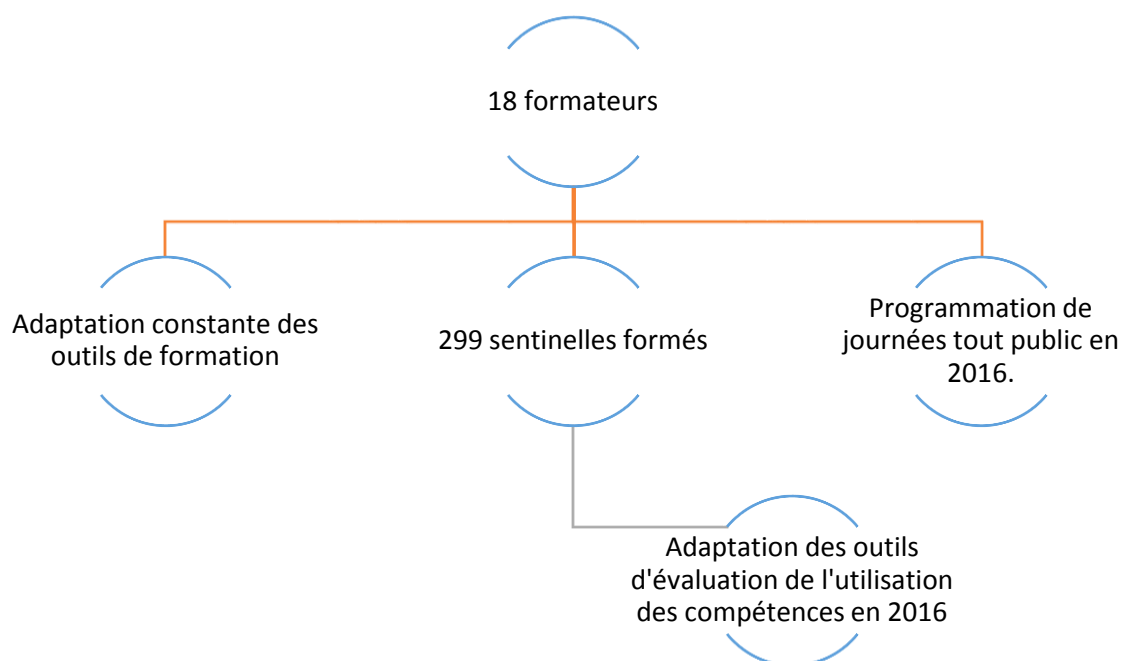 18 formateurs
Adaptation constante des
outils de formation
299 sentinelles formés
Programmation de
journées tout public en
2016.
Adaptation des outils
d'évaluation de l'utilisation
des compétences en 2016